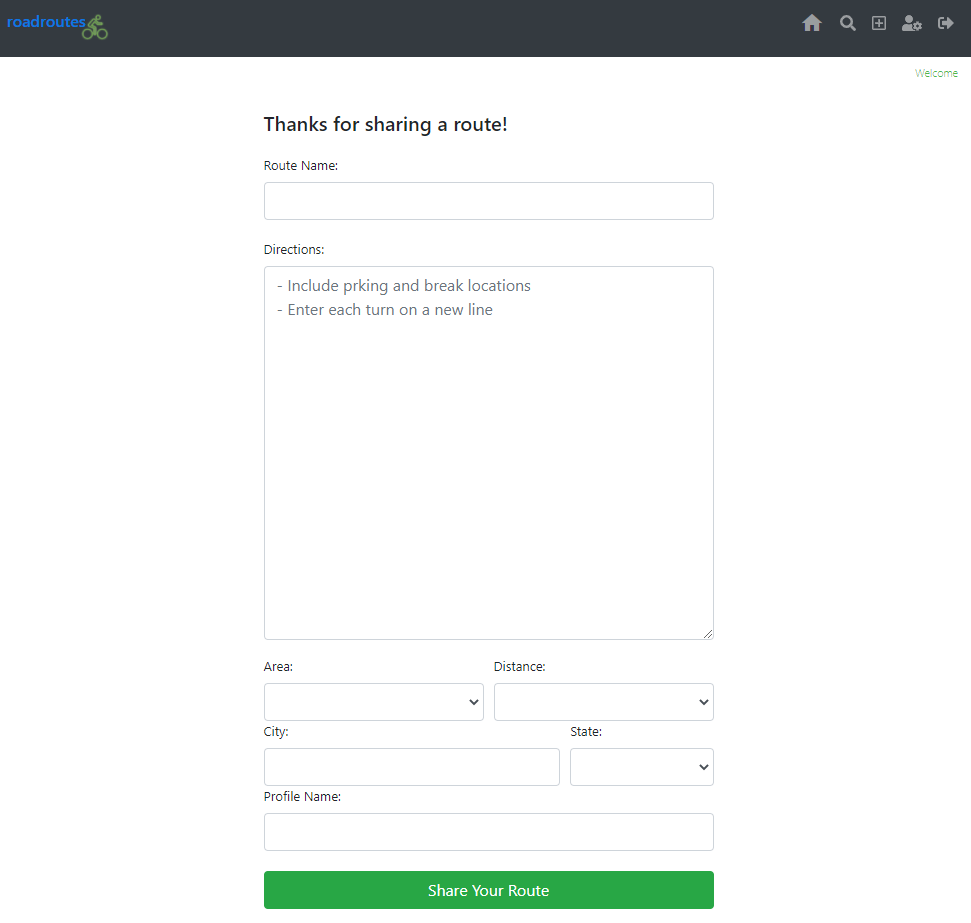 roadroutes
Welcome
Thanks for sharing a route!
Route Name:
Directions:
- Include prking and break locations
- Enter each turn on a new line
Area: Distance:
City: State:
Profile Name:
Share Your Route